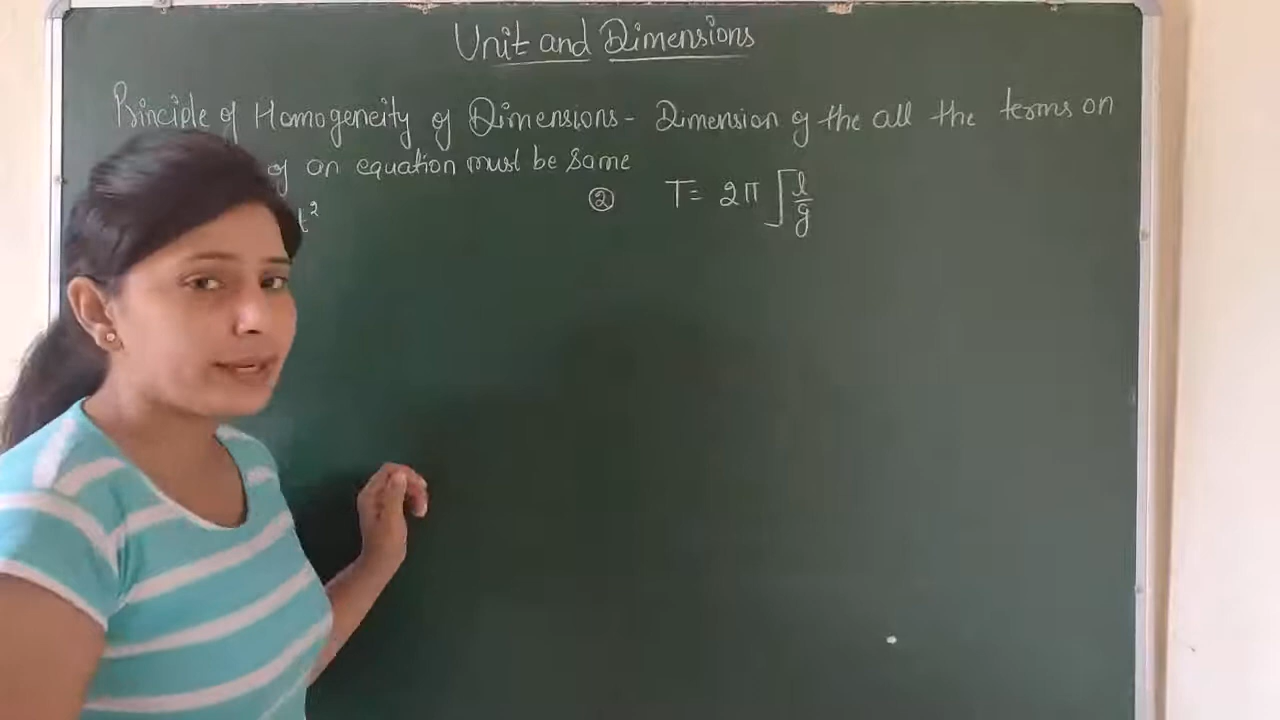 Unit and Dimensions
Principle of Homogeneity of Dimensions - Dimension of the all the terms on
of an equation must be same
t²
② T = 2π √l/g